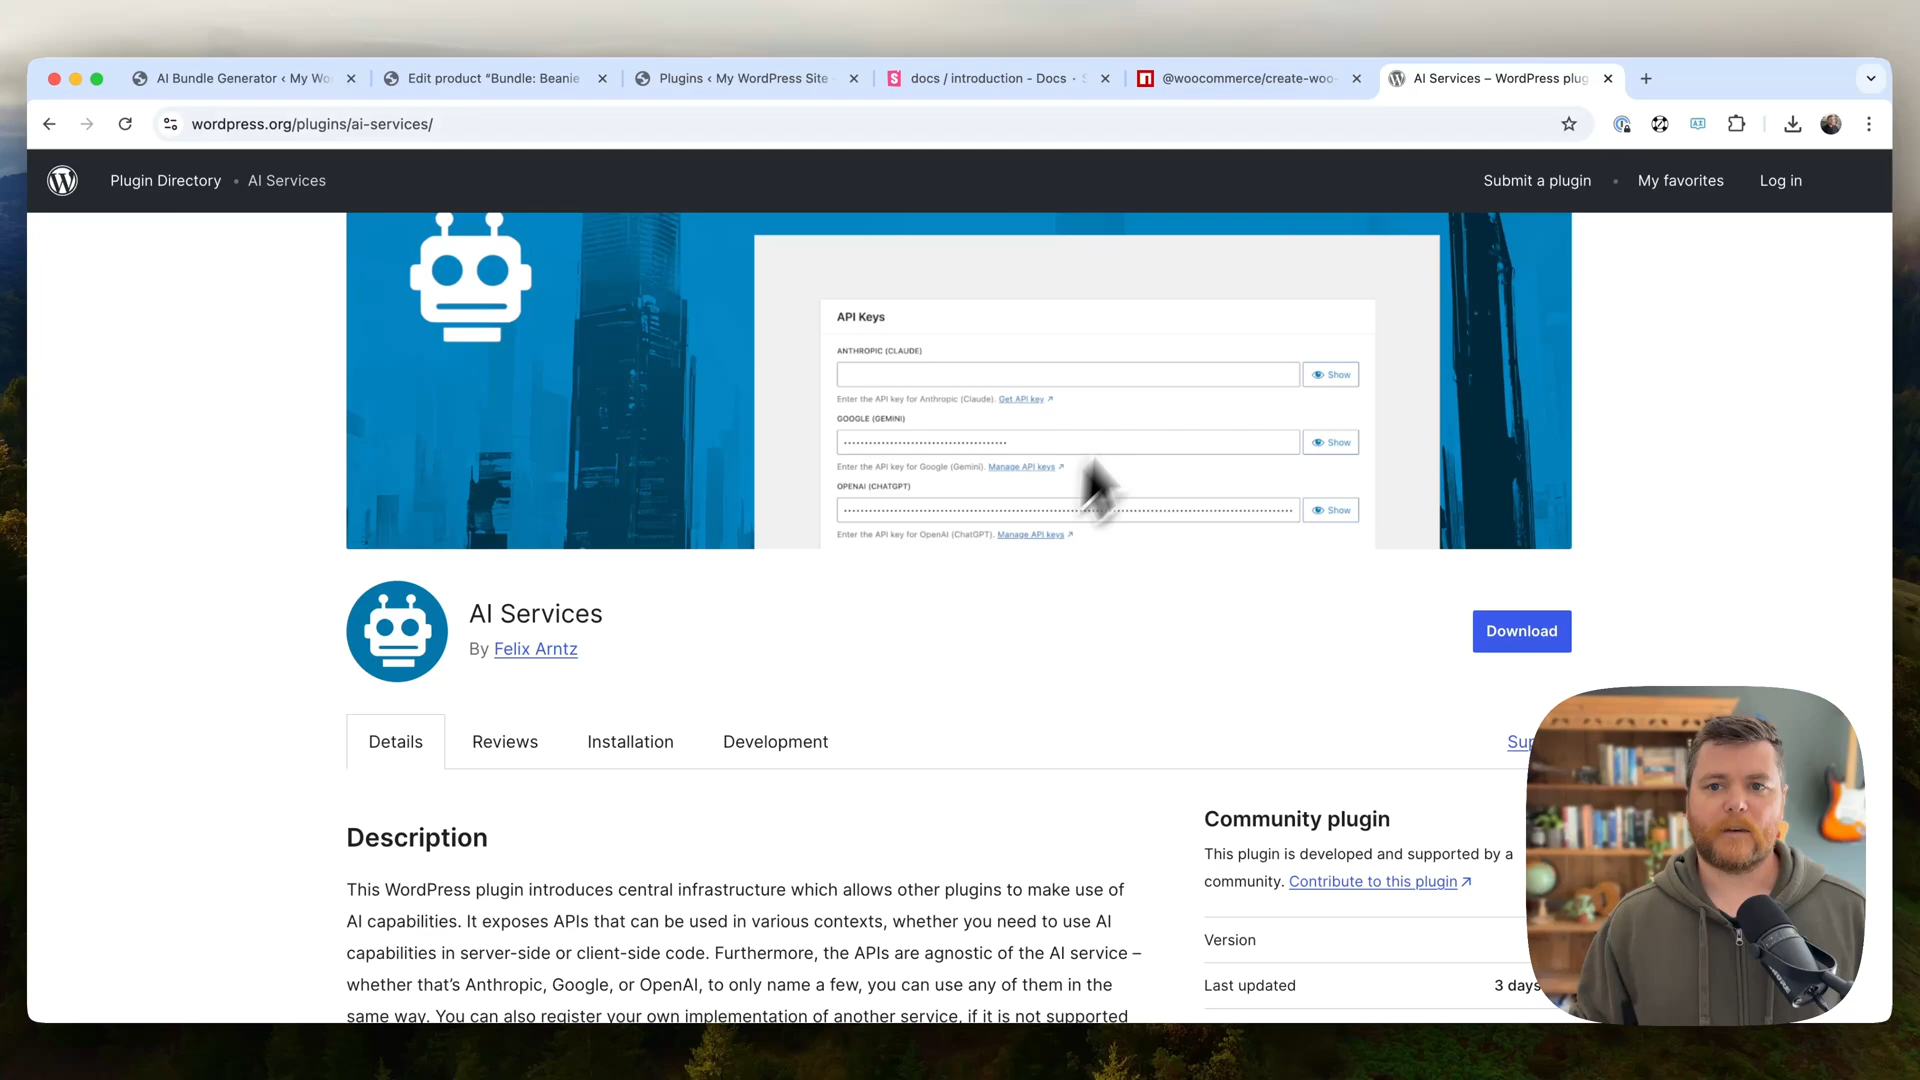 AI Bundle Generator ‹ My Wo
Edit product “Bundle: Beanie
Plugins ‹ My WordPress Site -
docs / introduction - Docs ·
@woocommerce/create-woo-
AI Services – WordPress plug
wordpress.org/plugins/ai-services/
Plugin Directory • AI Services
Submit a plugin • My favorites
Log in
API Keys
ANTHROPIC (CLAUDE)
Show
Enter the API key for Anthropic (Claude). Get API key ↗
GOOGLE (GEMINI)
Show
Enter the API key for Google (Gemini). Manage API keys ↗
OPENAI (CHATGPT)
Show
Enter the API key for OpenAI (ChatGPT). Manage API keys ↗
AI Services
By Felix Arntz
Download
Details
Reviews
Installation
Development
Sup
Description
This WordPress plugin introduces central infrastructure which allows other plugins to make use of
AI capabilities. It exposes APIs that can be used in various contexts, whether you need to use AI
capabilities in server-side or client-side code. Furthermore, the APIs are agnostic of the AI service –
whether that’s Anthropic, Google, or OpenAI, to only name a few, you can use any of them in the
same way. You can also register your own implementation of another service, if it is not supported
Community plugin
This plugin is developed and supported by a
community. Contribute to this plugin ↗
Version
Last updated 3 days